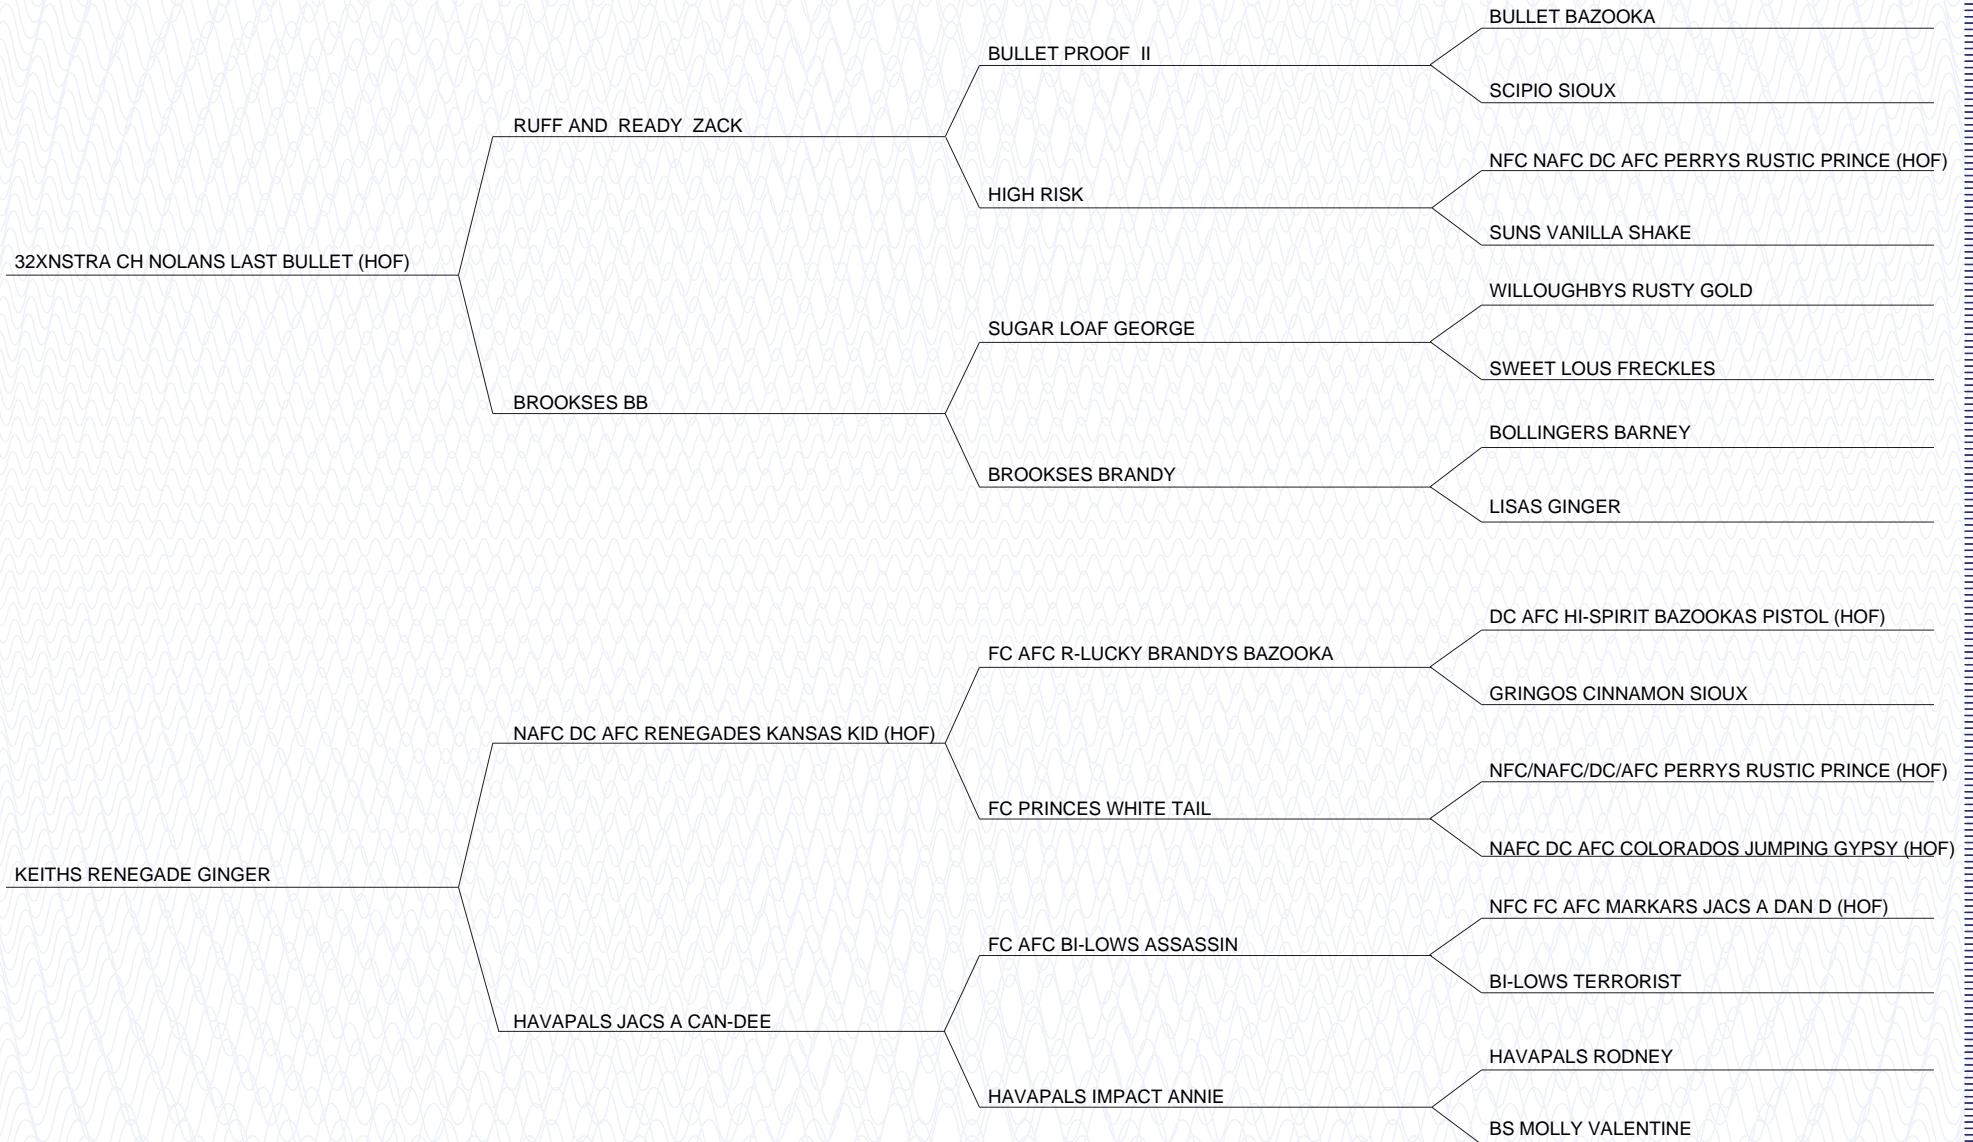 BULLET BAZOOKA
BULLET PROOF  II
SCIPIO SIOUX
RUFF AND  READY  ZACK
NFC NAFC DC AFC PERRYS RUSTIC PRINCE (HOF)
HIGH RISK
SUNS VANILLA SHAKE
32XNSTRA CH NOLANS LAST BULLET (HOF)
WILLOUGHBYS RUSTY GOLD
SUGAR LOAF GEORGE
SWEET LOUS FRECKLES
BROOKSES BB
BOLLINGERS BARNEY
BROOKSES BRANDY
LISAS GINGER
DC AFC HI-SPIRIT BAZOOKAS PISTOL (HOF)
FC AFC R-LUCKY BRANDYS BAZOOKA
GRINGOS CINNAMON SIOUX
NAFC DC AFC RENEGADES KANSAS KID (HOF)
NFC/NAFC/DC/AFC PERRYS RUSTIC PRINCE (HOF)
FC PRINCES WHITE TAIL
NAFC DC AFC COLORADOS JUMPING GYPSY (HOF)
KEITHS RENEGADE GINGER
NFC FC AFC MARKARS JACS A DAN D (HOF)
FC AFC BI-LOWS ASSASSIN
BI-LOWS TERRORIST
HAVAPALS JACS A CAN-DEE
HAVAPALS RODNEY
HAVAPALS IMPACT ANNIE
BS MOLLY VALENTINE